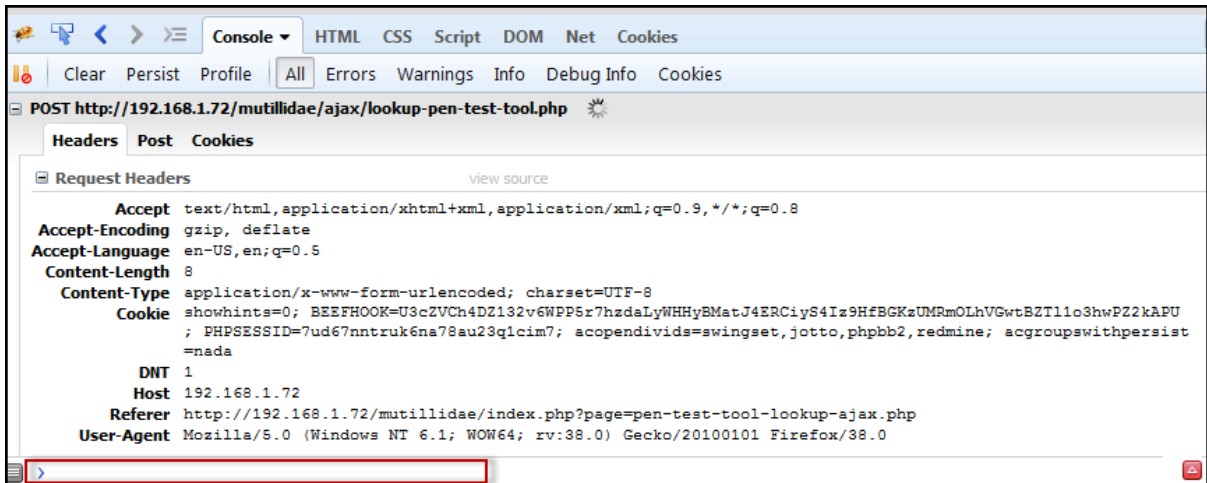 Console HTML CSS Script DOM Net Cookies
Clear Persist Profile All Errors Warnings Info Debug Info Cookies
POST http://192.168.1.72/mutillidae/ajax/lookup-pen-test-tool.php
Headers Post Cookies
Request Headers view source
Accept text/html,application/xhtml+xml,application/xml;q=0.9,*/*;q=0.8
Accept-Encoding gzip, deflate
Accept-Language en-US,en;q=0.5
Content-Length 8
Content-Type application/x-www-form-urlencoded; charset=UTF-8
Cookie showhints=0; BEEFHOOK=U3cZVCh4DZ132v6WPP5r7hzdaLyWHHyBMatJ4ERCiyS4Iz9HfBGKzUMRmOLhVGwtBZTl1o3hwPZ2kAPU
; PHPSESSID=7ud67nntruk6na78au23q1cim7; acopendivids=swingset,jotto,phpbb2,redmine; acgroupswithpersist
=nada
DNT 1
Host 192.168.1.72
Referer http://192.168.1.72/mutillidae/index.php?page=pen-test-tool-lookup-ajax.php
User-Agent Mozilla/5.0 (Windows NT 6.1; WOW64; rv:38.0) Gecko/20100101 Firefox/38.0